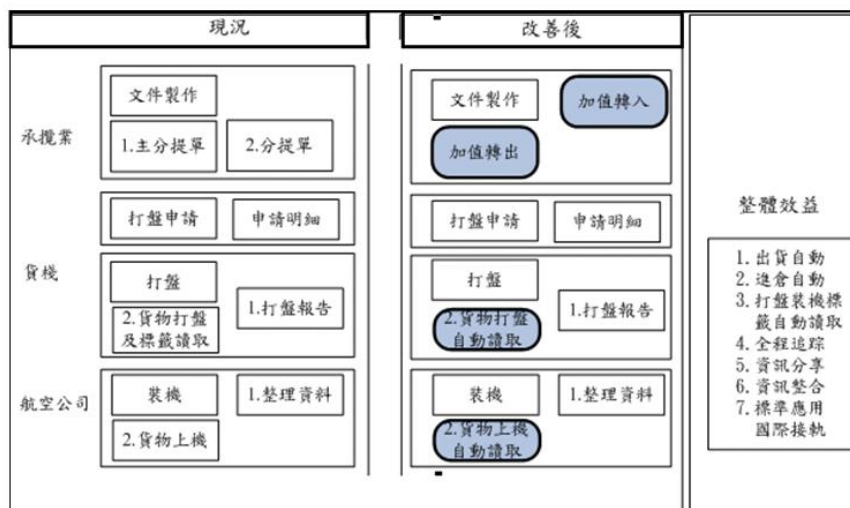 現況
改善後
承攬業
文件製作
1.主分提單
2.分提單
文件製作
加值轉入
加值轉出
打盤申請
申請明細
打盤申請
申請明細
貨棧
打盤
1.打盤報告
2.貨物打盤
及標籤讀取
打盤
1.打盤報告
2.貨物打盤
自動讀取
航空公司
裝機
1.整理資料
2.貨物上機
裝機
1.整理資料
2.貨物上機
自動讀取
整體效益
1. 出貨自動
2. 進倉自動
3. 打盤裝機標
籤自動讀取
4. 全程追踪
5. 資訊分享
6. 資訊整合
7. 標準應用
國際接軌